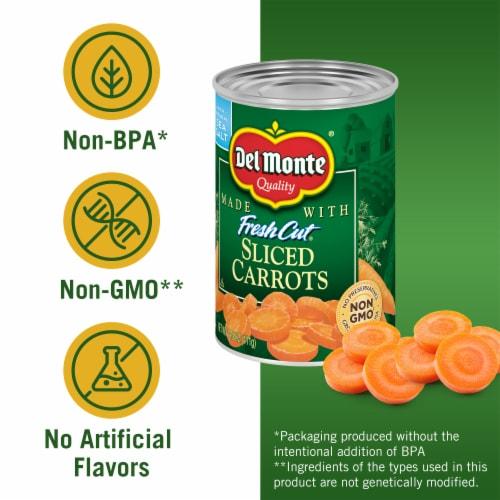 Non-BPA*
Non-GMO**
No Artificial
Flavors
SEA
SALT
Del Monte
®
Quality
MADE WITH
Fresh Cut®
SLICED
CARROTS
NO PRESERVATIVES
NON
GMO
*Packaging produced without the
intentional addition of BPA
**Ingredients of the types used in this
product are not genetically modified.